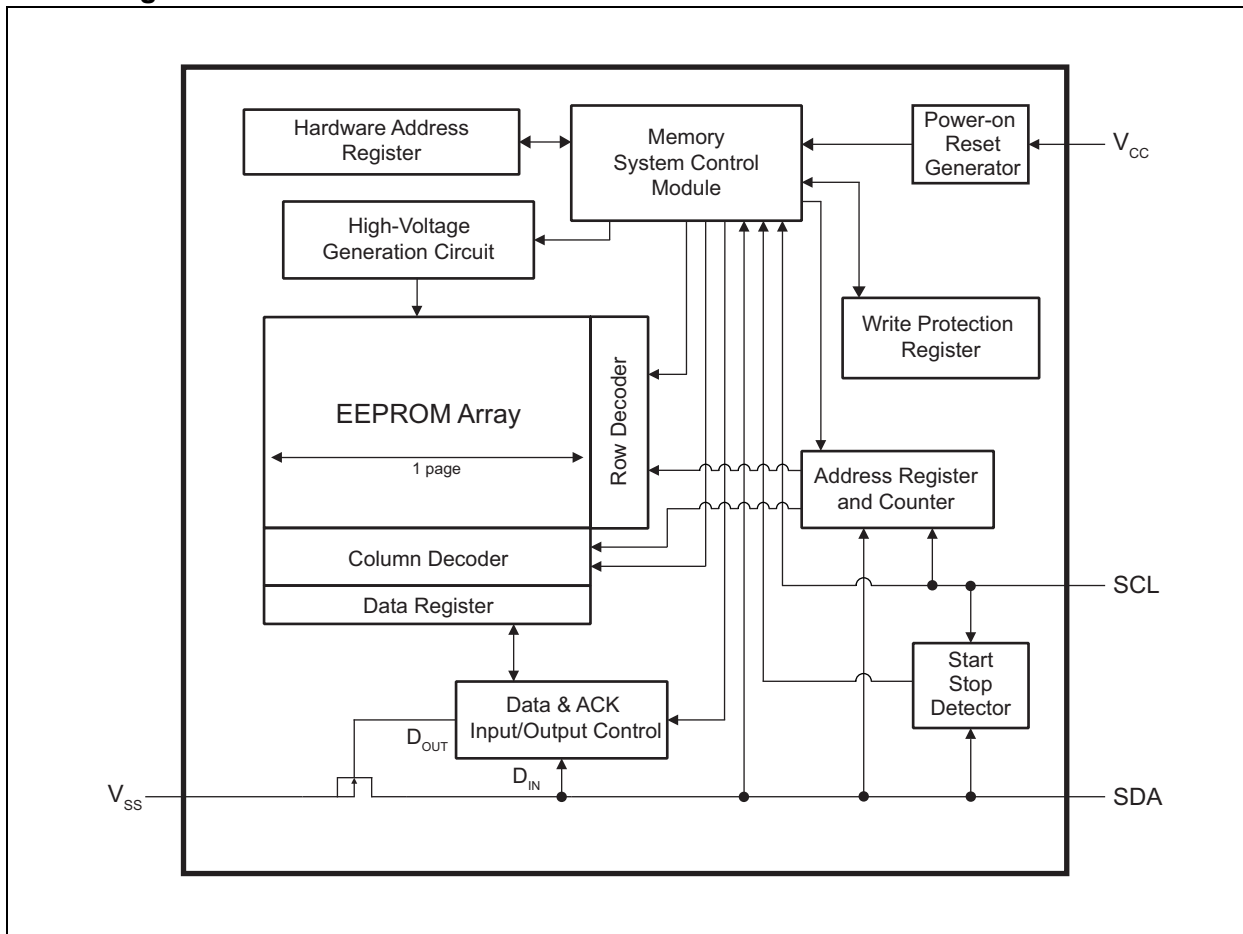 Hardware Address
Register
Memory
System Control
Module
Power-on
Reset
Generator
VCC
High-Voltage
Generation Circuit
Write Protection
Register
EEPROM Array
1 page
Row Decoder
Address Register
and Counter
Column Decoder
Data Register
SCL
Start
Stop
Detector
Data & ACK
Input/Output Control
DOUT
DIN
VSS
SDA